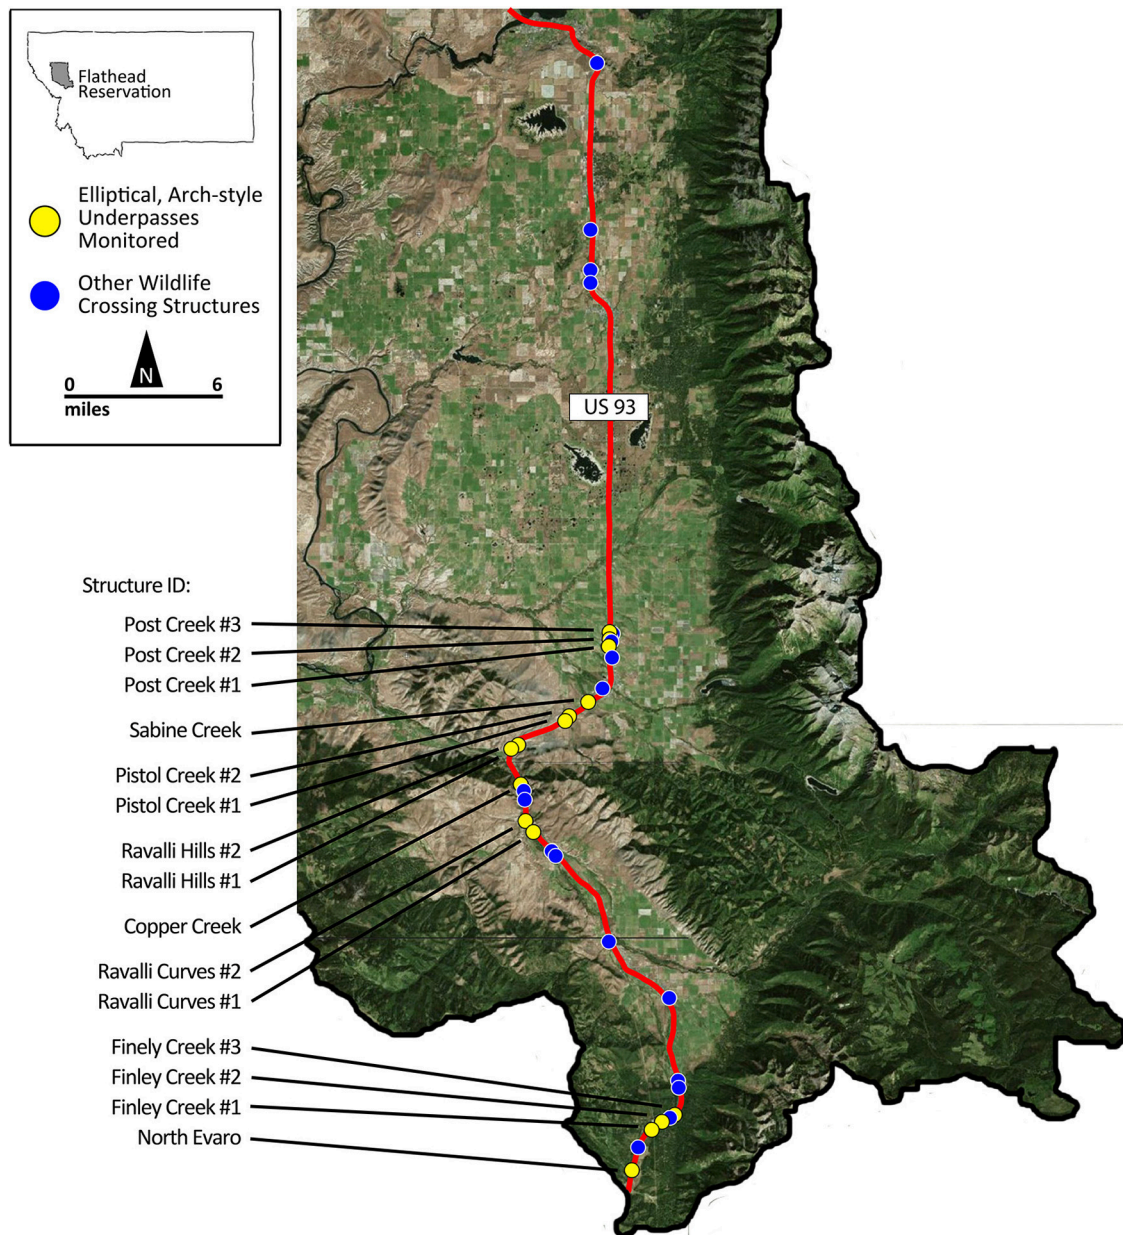 Flathead
Reservation
Elliptical, Arch-style
Underpasses
Monitored
Other Wildlife
Crossing Structures
N
0 6
miles
US 93
Structure ID:
Post Creek #3
Post Creek #2
Post Creek #1
Sabine Creek
Pistol Creek #2
Pistol Creek #1
Ravalli Hills #2
Ravalli Hills #1
Copper Creek
Ravalli Curves #2
Ravalli Curves #1
Finely Creek #3
Finley Creek #2
Finley Creek #1
North Evaro